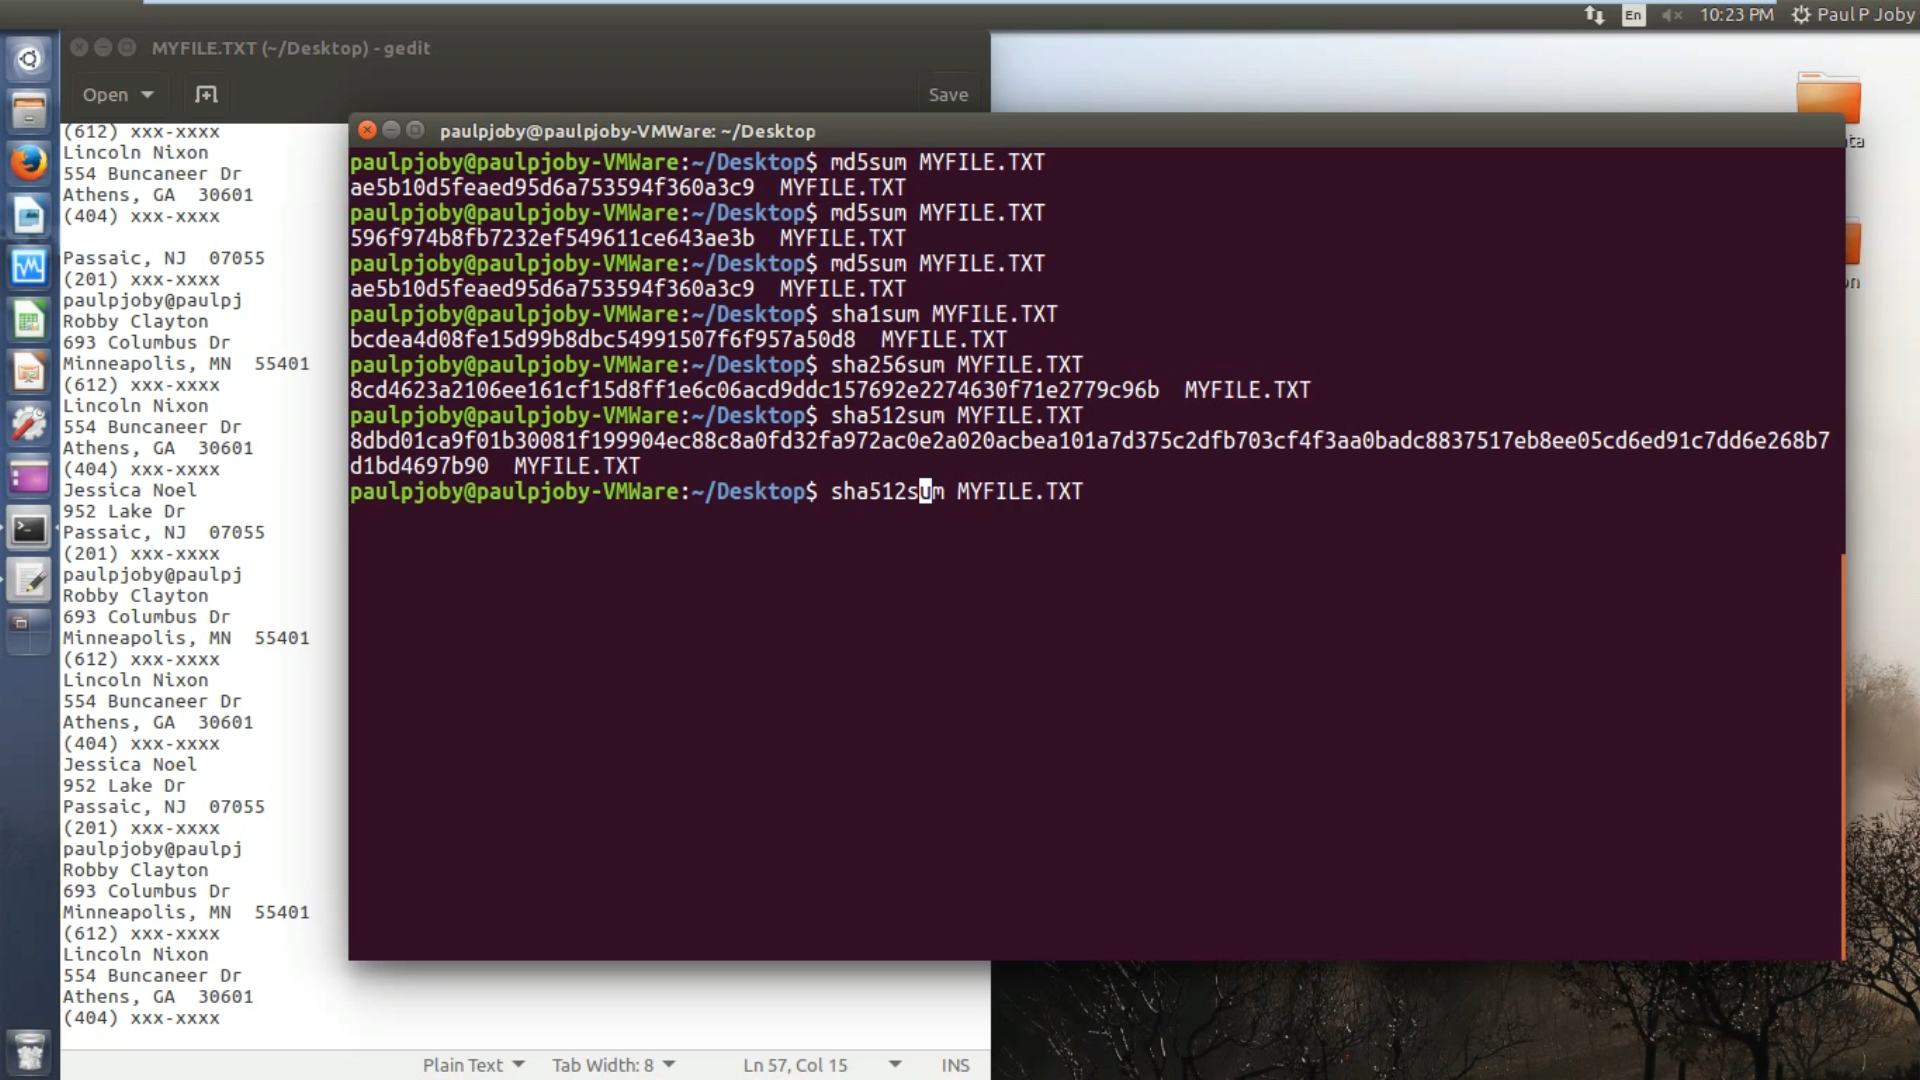 10:23 PM
Paul P Joby
En
MYFILE.TXT (~/Desktop) - gedit
Open
Save
(612) xxx-xxxx
Lincoln Nixon
554 Buncaneer Dr
Athens, GA  30601
(404) xxx-xxxx
Passaic, NJ  07055
(201) xxx-xxxx
paulpjoby@paulpj
Robby Clayton
693 Columbus Dr
Minneapolis, MN  55401
(612) xxx-xxxx
Lincoln Nixon
554 Buncaneer Dr
Athens, GA  30601
(404) xxx-xxxx
Jessica Noel
952 Lake Dr
Passaic, NJ  07055
(201) xxx-xxxx
paulpjoby@paulpj
Robby Clayton
693 Columbus Dr
Minneapolis, MN  55401
(612) xxx-xxxx
Lincoln Nixon
554 Buncaneer Dr
Athens, GA  30601
(404) xxx-xxxx
Jessica Noel
952 Lake Dr
Passaic, NJ  07055
(201) xxx-xxxx
paulpjoby@paulpj
Robby Clayton
693 Columbus Dr
Minneapolis, MN  55401
(612) xxx-xxxx
Lincoln Nixon
554 Buncaneer Dr
Athens, GA  30601
(404) xxx-xxxx
Plain Text
Tab Width: 8
Ln 57, Col 15
INS
paulpjoby@paulpjoby-VMWare: ~/Desktop
paulpjoby@paulpjoby-VMWare:~/Desktop$ md5sum MYFILE.TXT
ae5b10d5feaed95d6a753594f360a3c9  MYFILE.TXT
paulpjoby@paulpjoby-VMWare:~/Desktop$ md5sum MYFILE.TXT
596f974b8fb7232ef549611ce643ae3b  MYFILE.TXT
paulpjoby@paulpjoby-VMWare:~/Desktop$ md5sum MYFILE.TXT
ae5b10d5feaed95d6a753594f360a3c9  MYFILE.TXT
paulpjoby@paulpjoby-VMWare:~/Desktop$ sha1sum MYFILE.TXT
bcdea4d08fe15d99b8dbc54991507f6f957a50d8  MYFILE.TXT
paulpjoby@paulpjoby-VMWare:~/Desktop$ sha256sum MYFILE.TXT
8cd4623a2106ee161cf15d8ff1e6c06acd9ddc157692e2274630f71e2779c96b  MYFILE.TXT
paulpjoby@paulpjoby-VMWare:~/Desktop$ sha512sum MYFILE.TXT
8dbd01ca9f01b30081f199904ec88c8a0fd32fa972ac0e2a020acbea101a7d375c2dfb703cf4f3aa0badc8837517eb8ee05cd6ed91c7dd6e268b7
d1bd4697b90  MYFILE.TXT
paulpjoby@paulpjoby-VMWare:~/Desktop$ sha512sum MYFILE.TXT